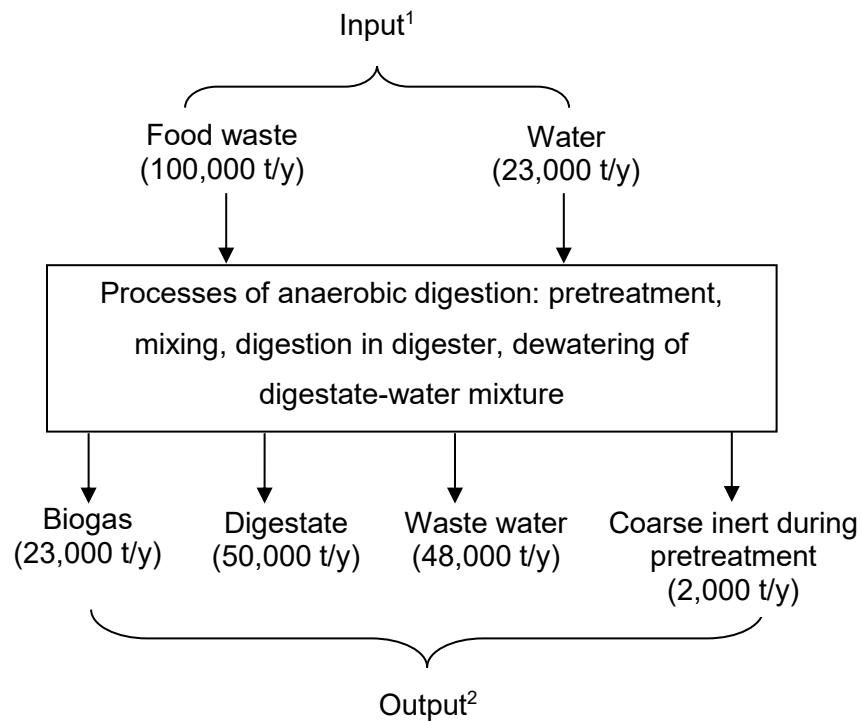 Input¹
Food waste
(100,000 t/y)
Water
(23,000 t/y)
Processes of anaerobic digestion: pretreatment,
mixing, digestion in digester, dewatering of
digestate-water mixture
Biogas
(23,000 t/y)
Digestate
(50,000 t/y)
Waste water
(48,000 t/y)
Coarse inert during
pretreatment
(2,000 t/y)
Output²